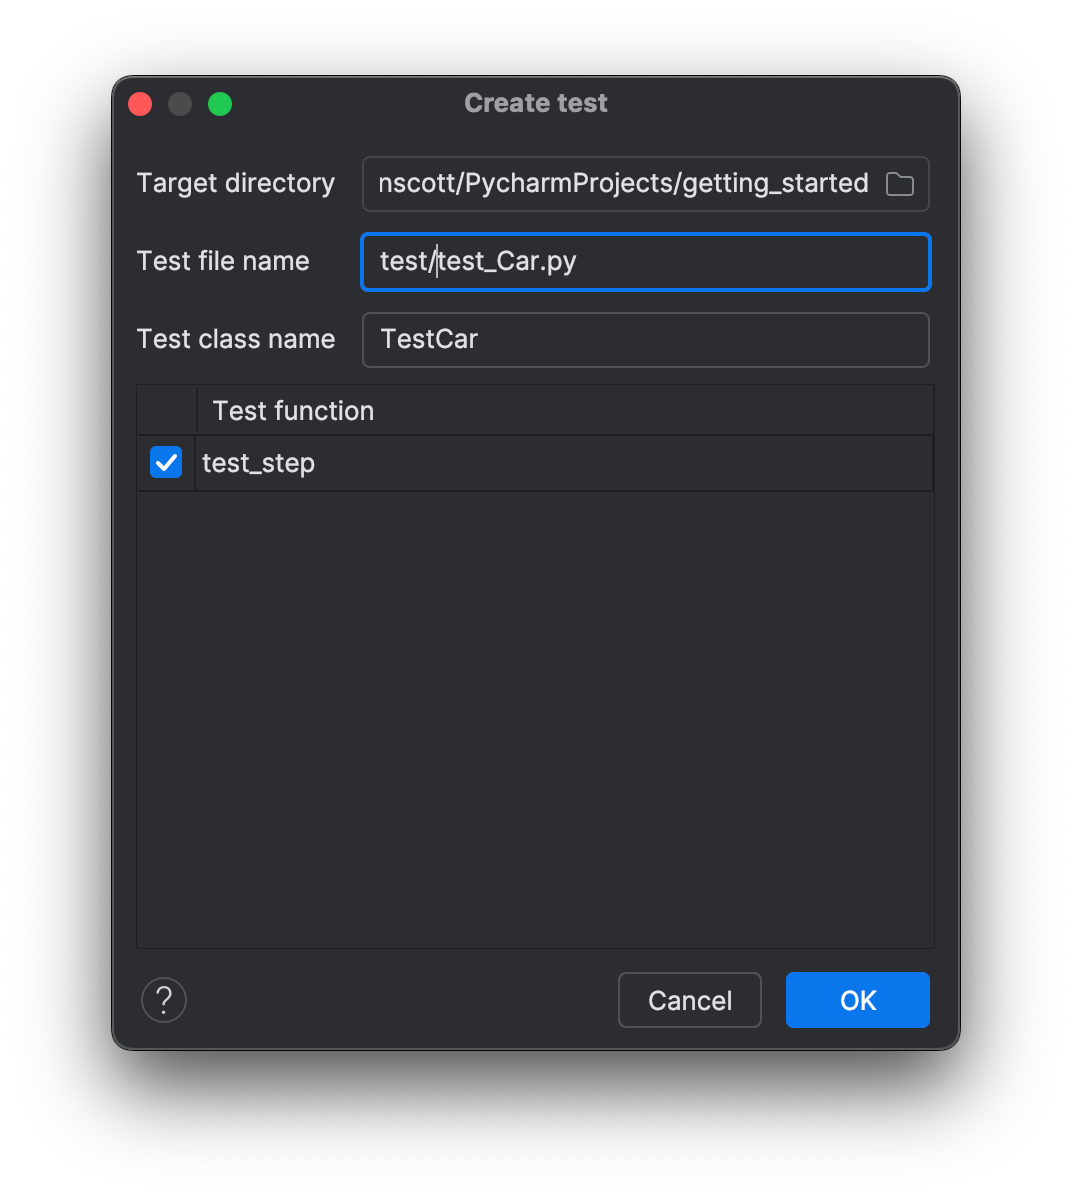 Create test
Target directory nscott/PycharmProjects/getting_started
Test file name test/test_Car.py
Test class name TestCar
Test function
test_step
? Cancel OK